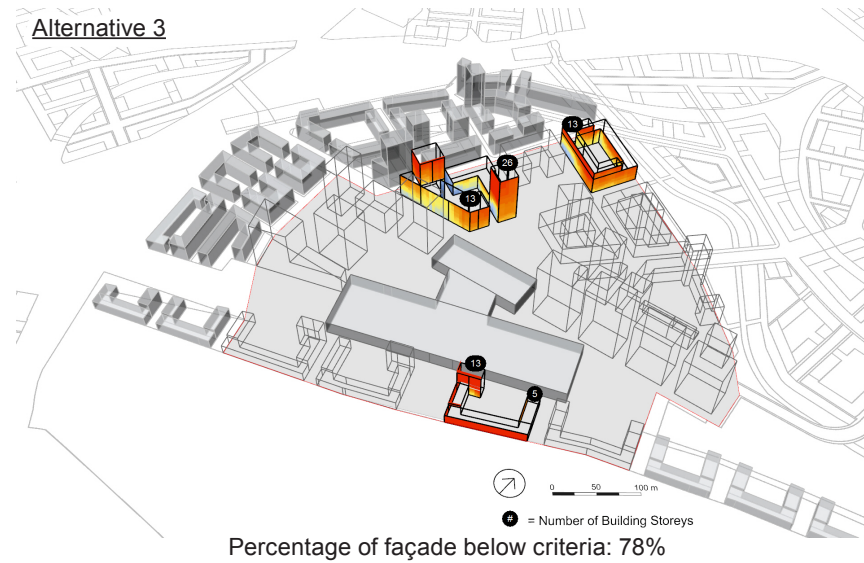 Alternative 3
13
26
13
13
5
0 50 100 m
# = Number of Building Storeys
Percentage of façade below criteria: 78%